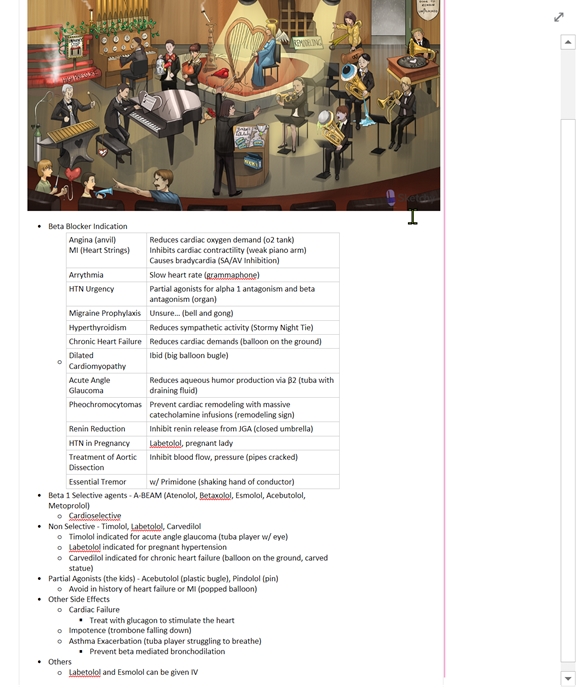 REMODELING
• Beta Blocker Indication
Angina (anvil)
MI (Heart Strings)
Reduces cardiac oxygen demand (o2 tank)
Inhibits cardiac contractility (weak piano arm)
Causes bradycardia (SA/AV Inhibition)
Arrythmia
Slow heart rate (grammaphone)
HTN Urgency
Partial agonists for alpha 1 antagonism and beta
antagonism (organ)
Migraine Prophylaxis
Unsure... (bell and gong)
Hyperthyroidism
Reduces sympathetic activity (Stormy Night Tie)
Chronic Heart Failure
Reduces cardiac demands (balloon on the ground)
Dilated
Cardiomyopathy
Ibid (big balloon bugle)
Acute Angle
Glaucoma
Reduces aqueous humor production via β2 (tuba with
draining fluid)
Pheochromocytomas
Prevent cardiac remodeling with massive
catecholamine infusions (remodeling sign)
Renin Reduction
Inhibit renin release from JGA (closed umbrella)
HTN in Pregnancy
Labetolol, pregnant lady
Treatment of Aortic
Dissection
Inhibit blood flow, pressure (pipes cracked)
Essential Tremor
w/ Primidone (shaking hand of conductor)
• Beta 1 Selective agents - A-BEAM (Atenolol, Betaxolol, Esmolol, Acebutolol,
Metoprolol)
○ Cardioselective
• Non Selective - Timolol, Labetolol, Carvedilol
○ Timolol indicated for acute angle glaucoma (tuba player w/ eye)
○ Labetolol indicated for pregnant hypertension
○ Carvedilol indicated for chronic heart failure (balloon on the ground, carved
statue)
• Partial Agonists (the kids) - Acebutolol (plastic bugle), Pindolol (pin)
○ Avoid in history of heart failure or MI (popped balloon)
• Other Side Effects
○ Cardiac Failure
▪ Treat with glucagon to stimulate the heart
○ Impotence (trombone falling down)
○ Asthma Exacerbation (tuba player struggling to breathe)
▪ Prevent beta mediated bronchodilation
• Others
○ Labetolol and Esmolol can be given IV